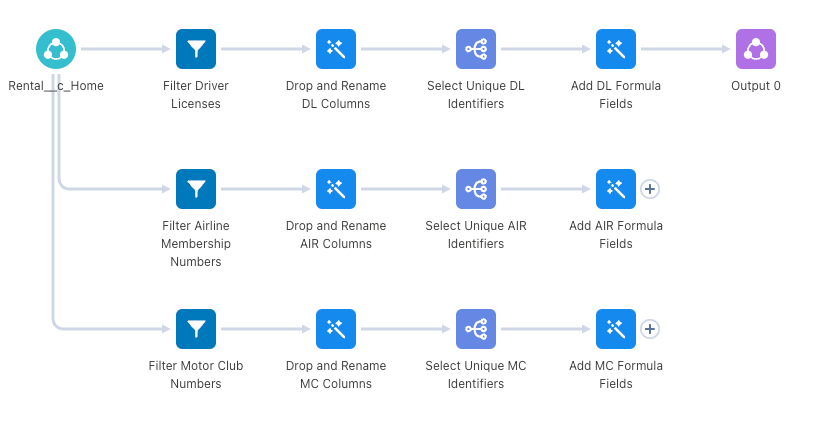 Rental__c_Home
Filter Driver
Licenses
Drop and Rename
DL Columns
Select Unique DL
Identifiers
Add DL Formula
Fields
Output 0
Filter Airline
Membership
Numbers
Drop and Rename
AIR Columns
Select Unique AIR
Identifiers
Add AIR Formula
Fields
Filter Motor Club
Numbers
Drop and Rename
MC Columns
Select Unique MC
Identifiers
Add MC Formula
Fields